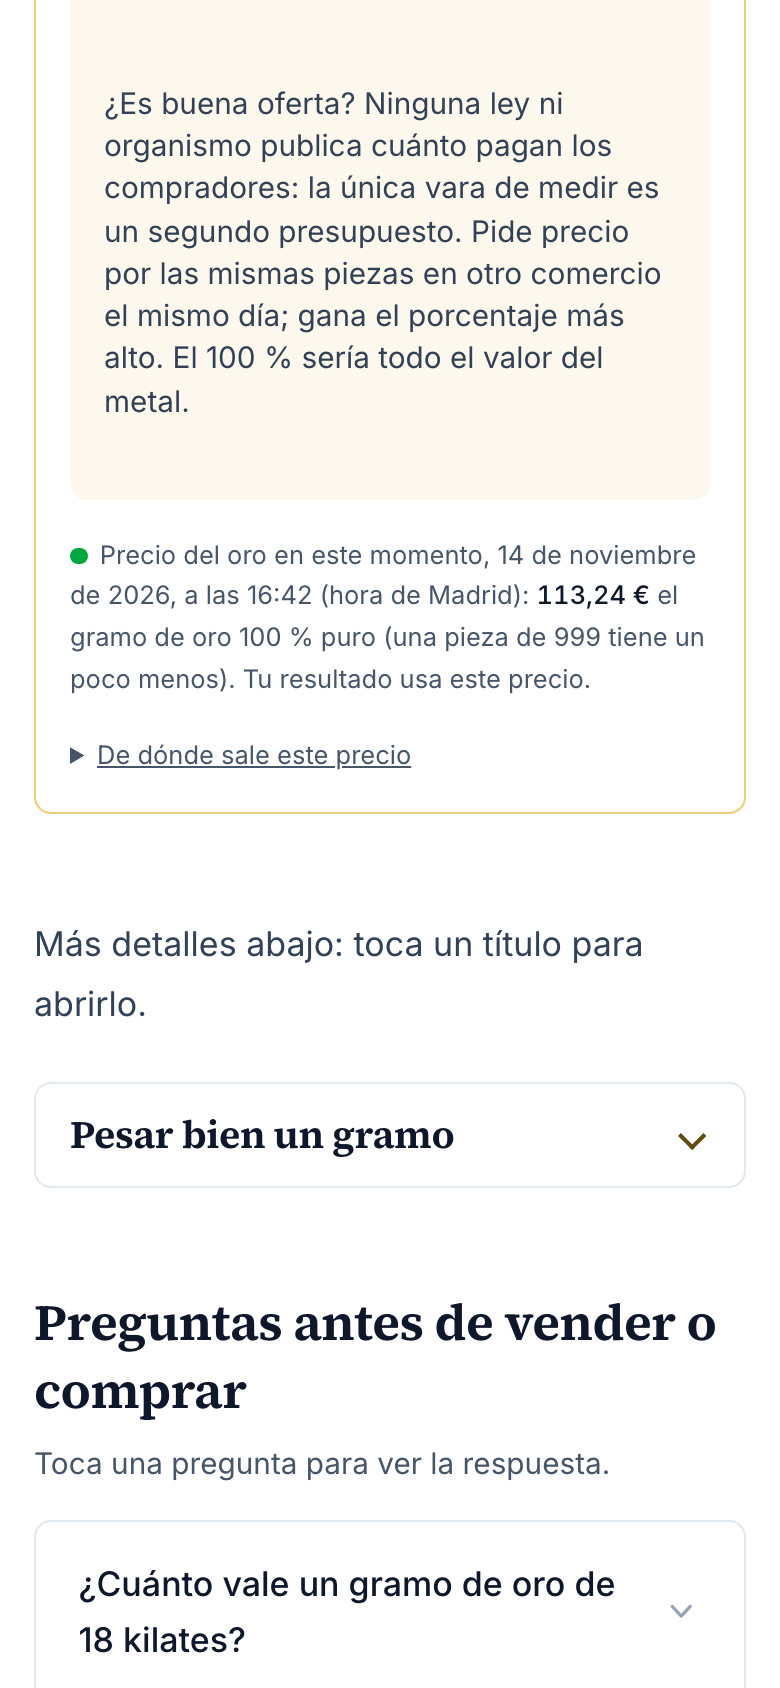 ¿Es buena oferta? Ninguna ley ni
organismo publica cuánto pagan los
compradores: la única vara de medir es
un segundo presupuesto. Pide precio
por las mismas piezas en otro comercio
el mismo día; gana el porcentaje más
alto. El 100 % sería todo el valor del
metal.
Precio del oro en este momento, 14 de noviembre
de 2026, a las 16:42 (hora de Madrid): 113,24 € el
gramo de oro 100 % puro (una pieza de 999 tiene un
poco menos). Tu resultado usa este precio.
De dónde sale este precio
Más detalles abajo: toca un título para
abrirlo.
Pesar bien un gramo
Preguntas antes de vender o
comprar
Toca una pregunta para ver la respuesta.
¿Cuánto vale un gramo de oro de
18 kilates?